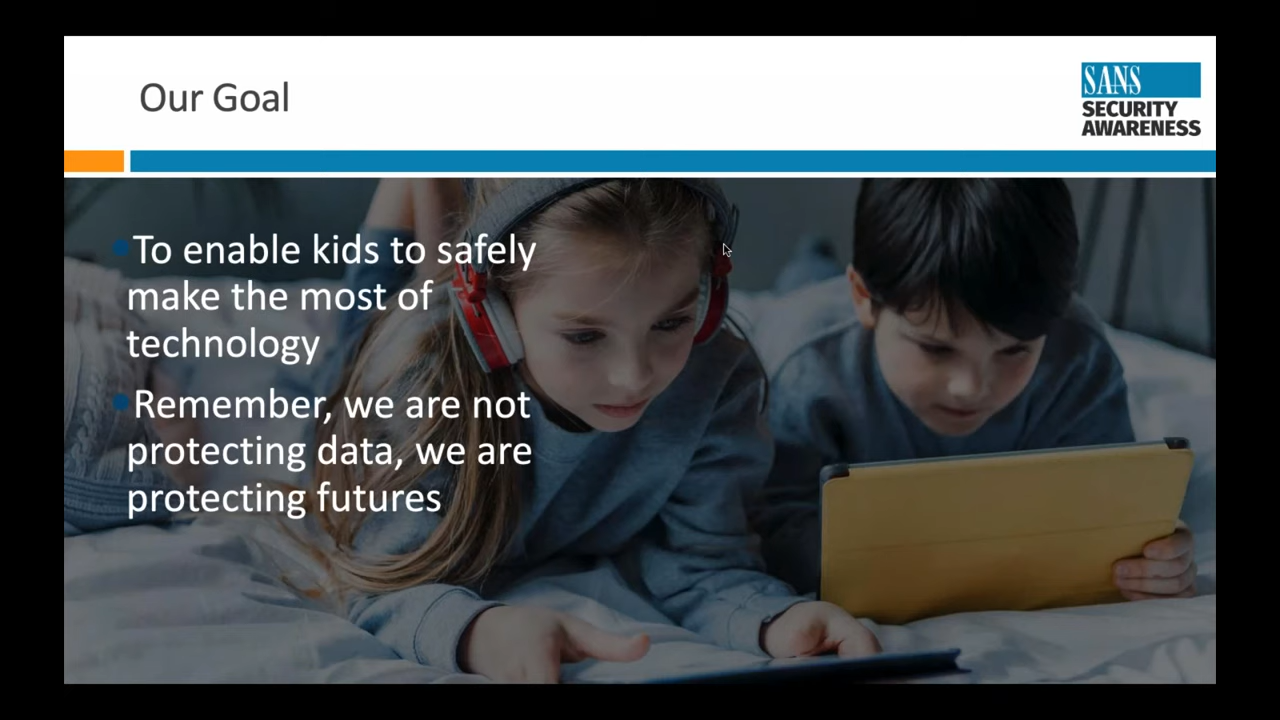 Our Goal
SANS
SECURITY
AWARENESS
•To enable kids to safely
make the most of
technology
•Remember, we are not
protecting data, we are
protecting futures